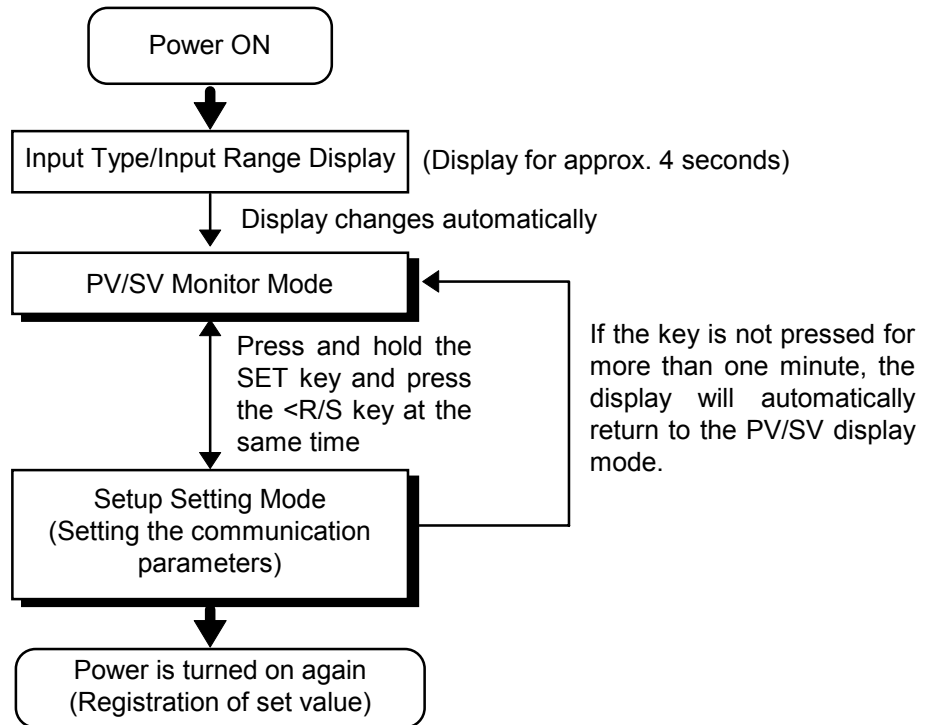 Power ON
Input Type/Input Range Display
(Display for approx. 4 seconds)
Display changes automatically
PV/SV Monitor Mode
Press and hold the
SET key and press
the <R/S key at the
same time
If the key is not pressed for
more than one minute, the
display will automatically
return to the PV/SV display
mode.
Setup Setting Mode
(Setting the communication
parameters)
Power is turned on again
(Registration of set value)